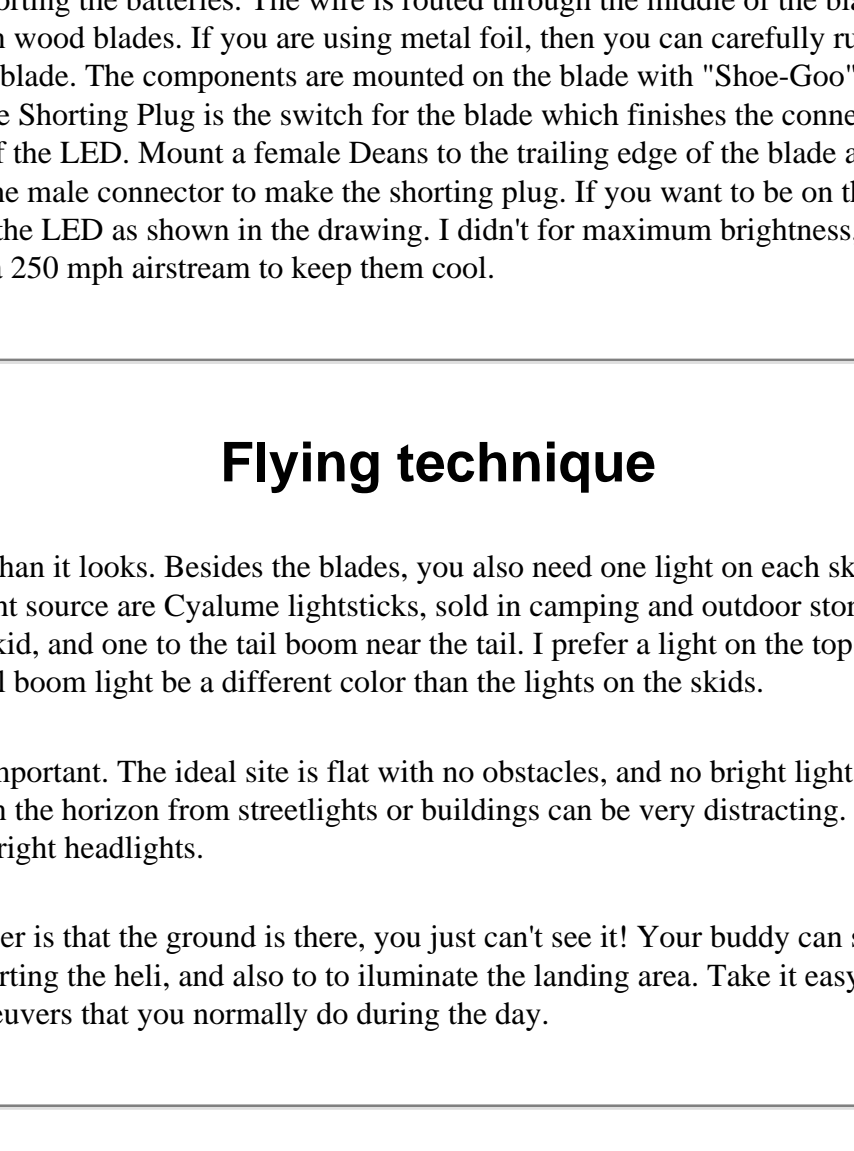 orting the batteries. The wire is routed through the middle of the bla
n wood blades. If you are using metal foil, then you can carefully ru
blade. The components are mounted on the blade with "Shoe-Goo"
e Shorting Plug is the switch for the blade which finishes the conne
f the LED. Mount a female Deans to the trailing edge of the blade a
ne male connector to make the shorting plug. If you want to be on th
the LED as shown in the drawing. I didn't for maximum brightness.
a 250 mph airstream to keep them cool.
Flying technique
than it looks. Besides the blades, you also need one light on each sk
nt source are Cyalume lightsticks, sold in camping and outdoor stor
kid, and one to the tail boom near the tail. I prefer a light on the top
l boom light be a different color than the lights on the skids.
mportant. The ideal site is flat with no obstacles, and no bright light
n the horizon from streetlights or buildings can be very distracting.
right headlights.
er is that the ground is there, you just can't see it! Your buddy can s
rting the heli, and also to to iluminate the landing area. Take it easy
euvers that you normally do during the day.